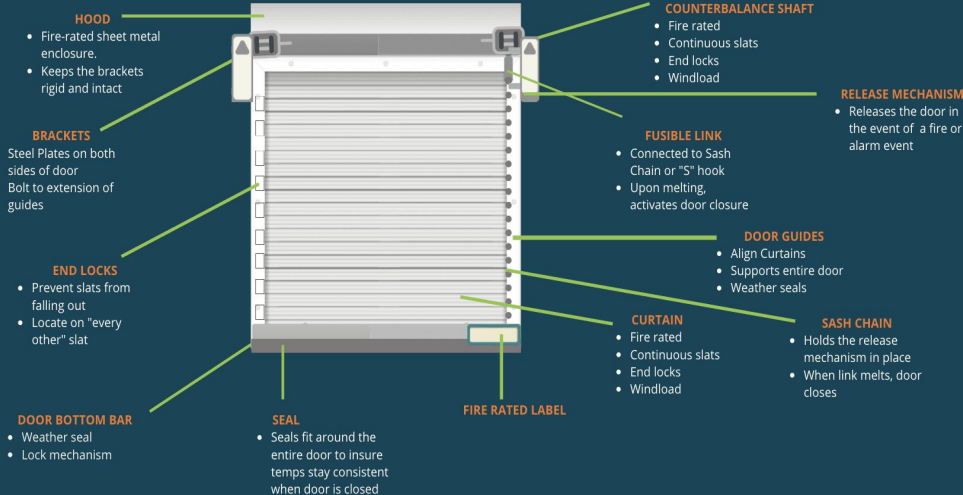 HOOD
• Fire-rated sheet metal
enclosure.
• Keeps the brackets
rigid and intact
BRACKETS
Steel Plates on both
sides of door
Bolt to extension of
guides
END LOCKS
• Prevent slats from
falling out
• Locate on "every
other" slat
DOOR BOTTOM BAR
• Weather seal
• Lock mechanism
SEAL
• Seals fit around the
entire door to insure
temps stay consistent
when door is closed
FIRE RATED LABEL
COUNTERBALANCE SHAFT
• Fire rated
• Continuous slats
• End locks
• Windload
RELEASE MECHANISM
• Releases the door in
the event of a fire or
alarm event
FUSIBLE LINK
• Connected to Sash
Chain or "S" hook
• Upon melting,
activates door closure
DOOR GUIDES
• Align Curtains
• Supports entire door
• Weather seals
CURTAIN
• Fire rated
• Continuous slats
• End locks
• Windload
SASH CHAIN
• Holds the release
mechanism in place
• When link melts, door
closes